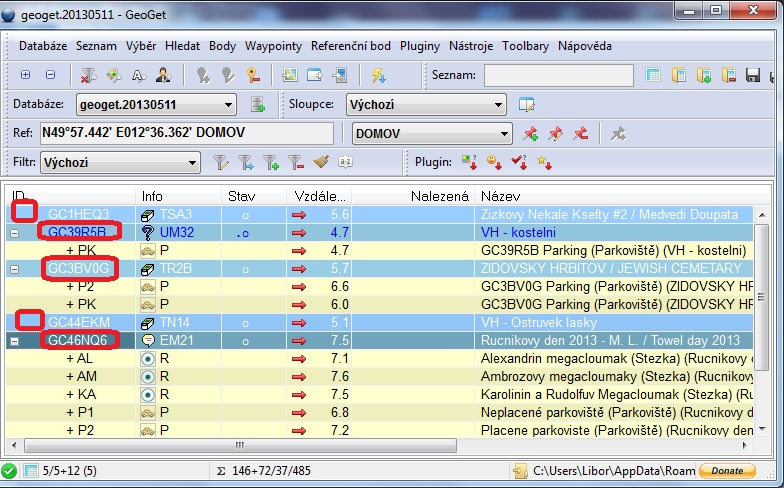 geoget.20130511 - GeoGet
Databáze Seznam Výběr Hledat Body Waypointy Referenční bod Pluginy Nástroje Toolbary Nápověda
Seznam:
Databáze: geoget.20130511 Sloupce: Výchozí
Ref: N49°57.442' E012°36.362' DOMOV DOMOV
Filtr: Výchozí Plugin:
ID Info Stav Vzdále... Nalezená Název
GC1HEQ3 TSA3 o 5.6 Zizkovy Nekale Ksefty #2 / Medvedi Doupata
GC39R5B UM32 .o 4.7 VH - kostelni
+ PK P 4.7 GC39R5B Parking (Parkoviště) (VH - kostelni)
GC3BV0G TR2B o 5.7 ZIDOVSKY HRBITOV / JEWISH CEMETARY
+ P2 P 6.6 GC3BV0G Parking (Parkoviště) (ZIDOVSKY HR
+ PK P 6.0 GC3BV0G Parking (Parkoviště) (ZIDOVSKY HR
GC44EKM TN14 o 5.1 VH - Ostruvek lasky
GC46NQ6 EM21 o 7.5 Rucnikovy den 2013 - M. L. / Towel day 2013
+ AL R 7.1 Alexandrin megacloumak (Stezka) (Rucnikove
+ AM R 7.6 Ambrozovy megacloumaky (Stezka) (Rucniko
+ KA R 7.5 Karolinin a Rudolfuv Megacloumak (Stezka) (
+ P1 P 6.8 Neplacené parkoviště (Parkoviště) (Rucnikovy
+ P2 P 7.2 Placene parkoviste (Parkoviště) (Rucnikovy den
5/5+12 (5) Σ 146+72/37/485 C:\Users\Libor\AppData\Roam Donate